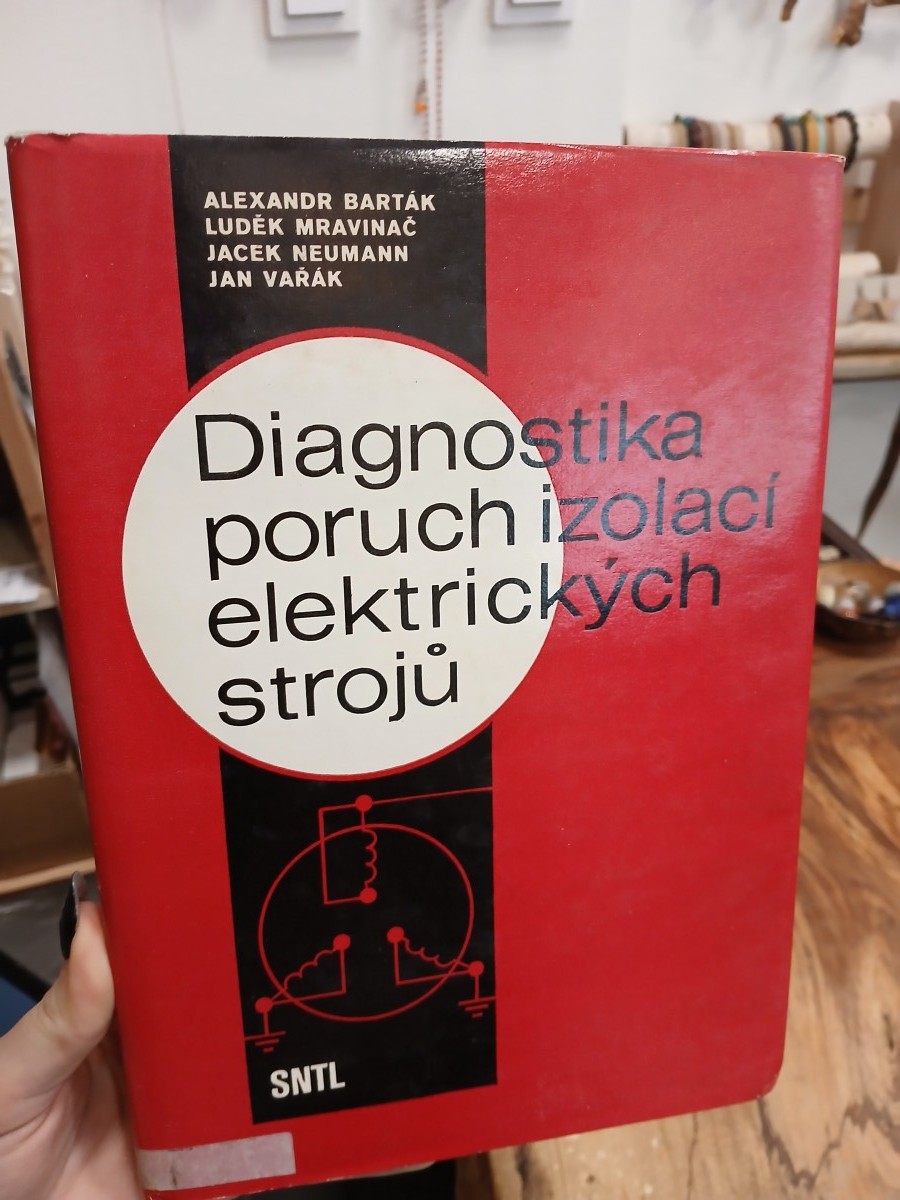 ALEXANDR BARTÁK
LUDĚK MRAVINAČ
JACEK NEUMANN
JAN VAŘÁK
Diagnostika
poruch izolací
elektrických
strojů
SNTL